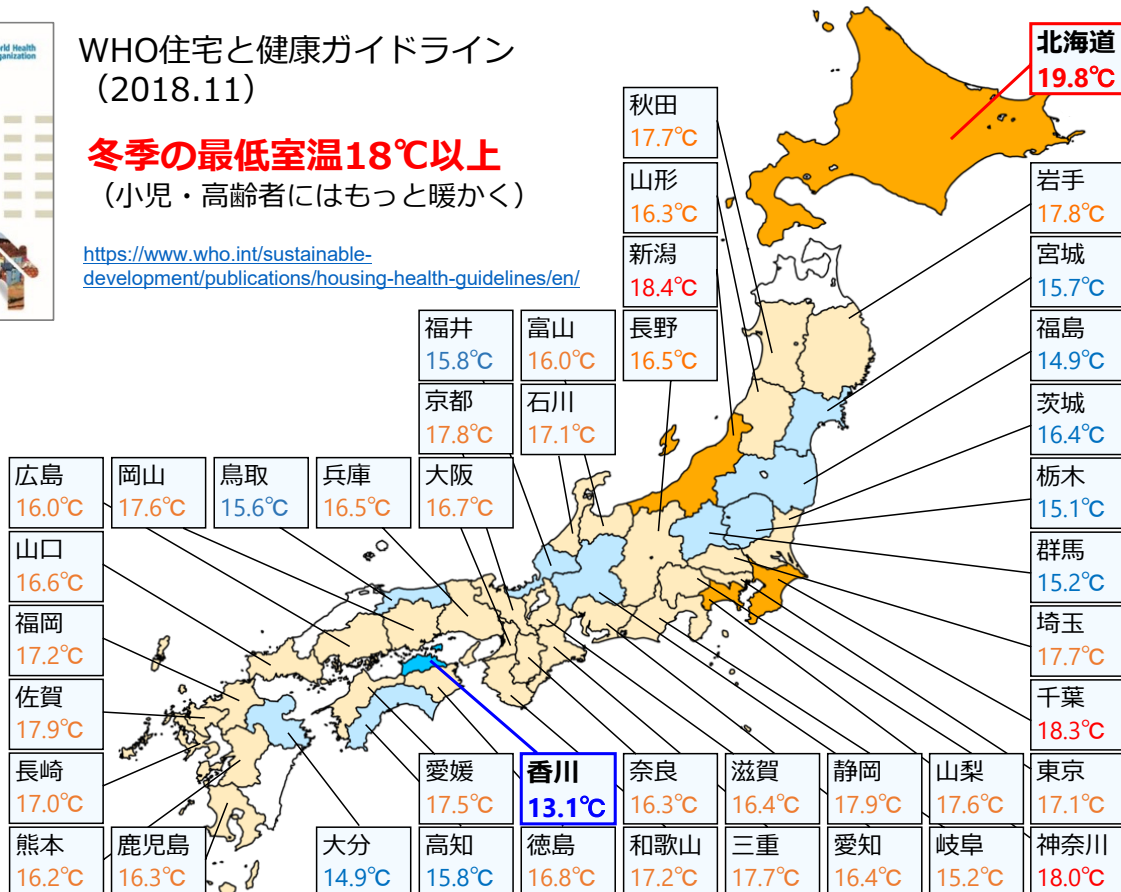 rld Health
ganization
WHO住宅と健康ガイドライン
（2018.11）
冬季の最低室温18℃以上
（小児・高齢者にはもっと暖かく）
https://www.who.int/sustainable-
development/publications/housing-health-guidelines/en/
北海道
19.8℃
秋田
17.7℃
山形
16.3℃
新潟
18.4℃
長野
16.5℃
岩手
17.8℃
宮城
15.7℃
福島
14.9℃
茨城
16.4℃
栃木
15.1℃
群馬
15.2℃
埼玉
17.7℃
千葉
18.3℃
東京
17.1℃
神奈川
18.0℃
福井
15.8℃
富山
16.0℃
京都
17.8℃
石川
17.1℃
広島
16.0℃
岡山
17.6℃
鳥取
15.6℃
兵庫
16.5℃
大阪
16.7℃
山口
16.6℃
福岡
17.2℃
佐賀
17.9℃
長崎
17.0℃
熊本
16.2℃
鹿児島
16.3℃
大分
14.9℃
愛媛
17.5℃
高知
15.8℃
香川
13.1℃
徳島
16.8℃
奈良
16.3℃
和歌山
17.2℃
滋賀
16.4℃
三重
17.7℃
静岡
17.9℃
愛知
16.4℃
山梨
17.6℃
岐阜
15.2℃